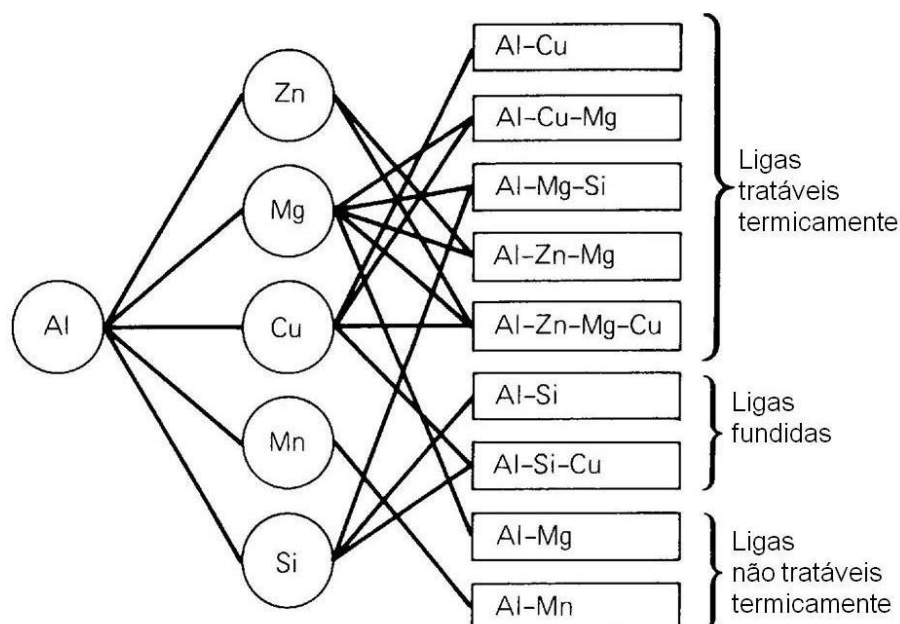 Al
Zn
Mg
Cu
Mn
Si
Al-Cu
Al-Cu-Mg
Al-Mg-Si
Al-Zn-Mg
Al-Zn-Mg-Cu
Al-Si
Al-Si-Cu
Al-Mg
Al-Mn
Ligas
tratáveis
termicamente
Ligas
fundidas
Ligas
não tratáveis
termicamente